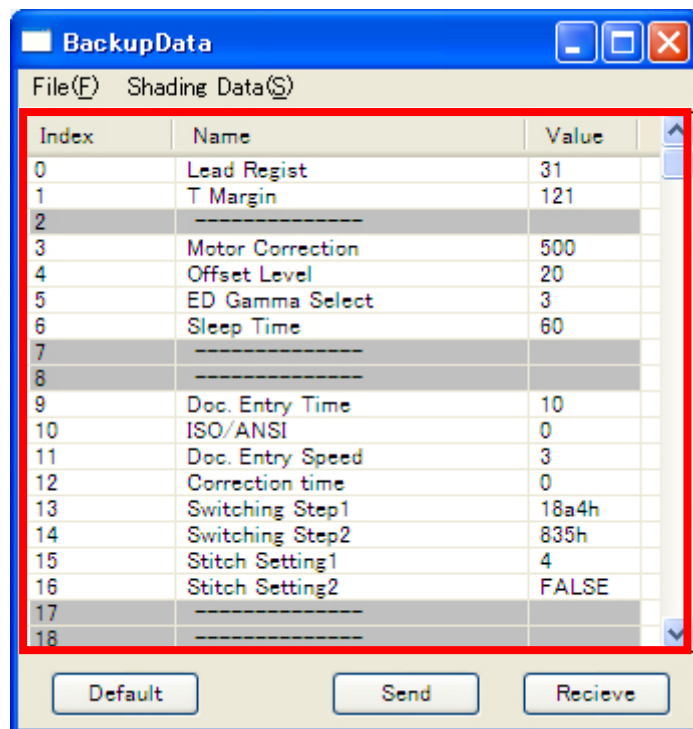 BackupData
File(F) Shading Data(S)
Index Name Value
0 Lead Regist 31
1 T Margin 121
2 --------------
3 Motor Correction 500
4 Offset Level 20
5 ED Gamma Select 3
6 Sleep Time 60
7 --------------
8 --------------
9 Doc. Entry Time 10
10 ISO/ANSI 0
11 Doc. Entry Speed 3
12 Correction time 0
13 Switching Step1 18a4h
14 Switching Step2 835h
15 Stitch Setting1 4
16 Stitch Setting2 FALSE
17 --------------
18 --------------
Default Send Recieve